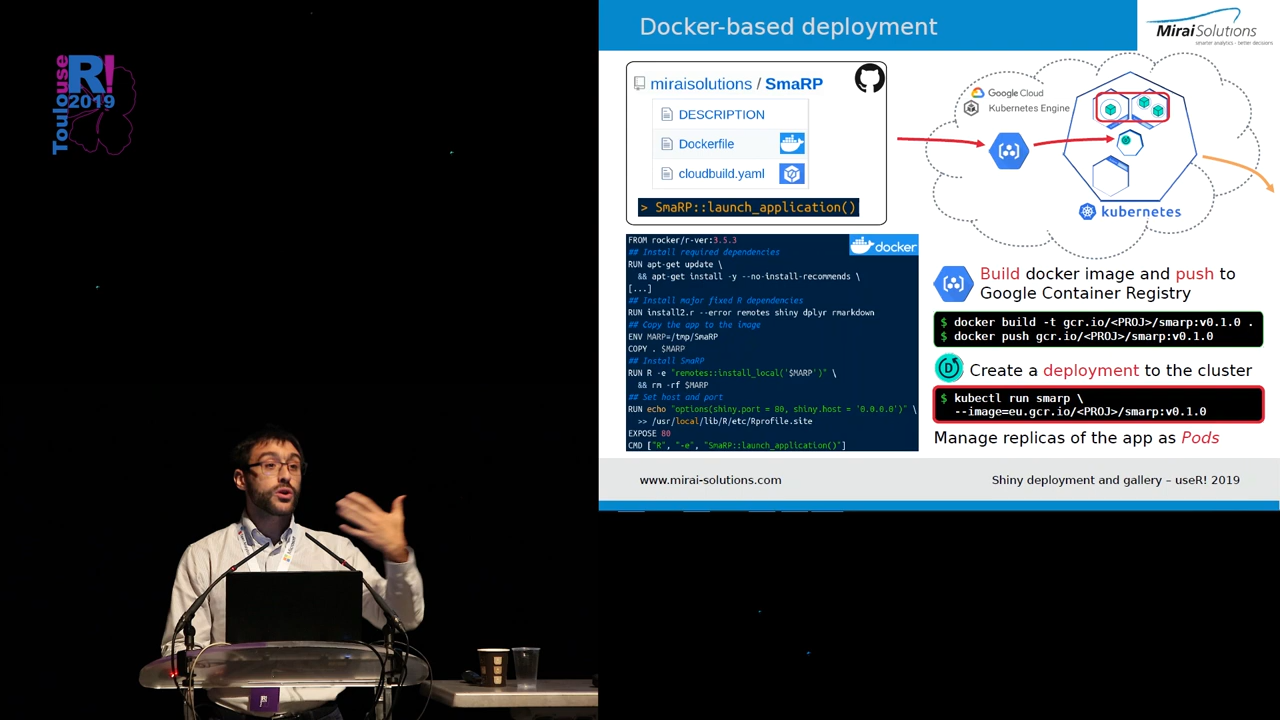 Toulouse
R!
2019
Docker-based deployment
Mirai Solutions
smarter analytics - better decisions
miraisolutions / SmaRP
DESCRIPTION
Dockerfile
cloudbuild.yaml
> SmaRP::launch_application()
Google Cloud
Kubernetes Engine
kubernetes
docker
FROM rocker/r-ver:3.5.3
## Install required dependencies
RUN apt-get update \
&& apt-get install -y --no-install-recommends \
[...]
## Install major fixed R dependencies
RUN install2.r --error remotes shiny dplyr rmarkdown
## Copy the app to the image
ENV MARP=/tmp/SmaRP
COPY . $MARP
## Install SmaRP
RUN R -e "remotes::install_local('$MARP')" \
&& rm -rf $MARP
## Set host and port
RUN echo "options(shiny.port = 80, shiny.host = '0.0.0.0')" \
>> /usr/local/lib/R/etc/Rprofile.site
EXPOSE 80
CMD ["R", "-e", "SmaRP::launch_application()"]
Build docker image and push to
Google Container Registry
$ docker build -t gcr.io/<PROJ>/smarp:v0.1.0 .
$ docker push gcr.io/<PROJ>/smarp:v0.1.0
D
Create a deployment to the cluster
$ kubectl run smarp \
--image=eu.gcr.io/<PROJ>/smarp:v0.1.0
Manage replicas of the app as Pods
www.mirai-solutions.com
Shiny deployment and gallery – useR! 2019